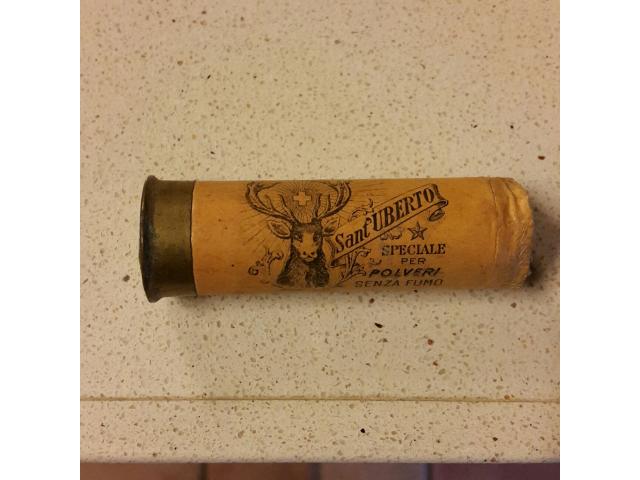 Sant'UBERTO
SPECIALE
PER
POLVERI
SENZA FUMO